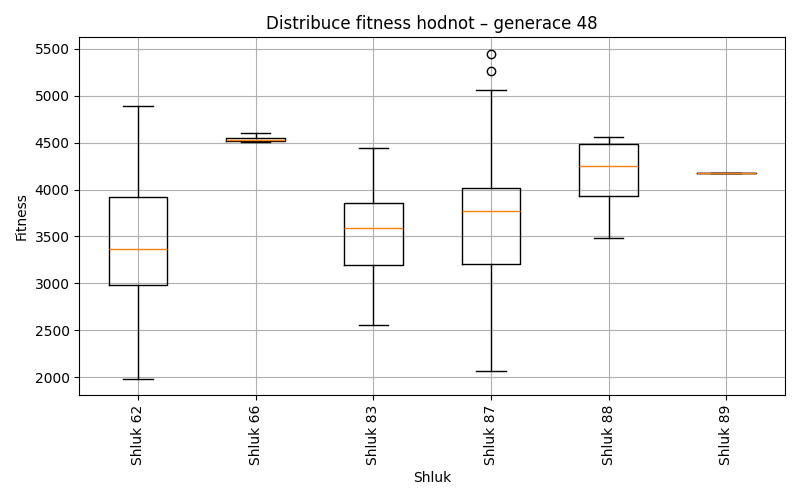 Distribuce fitness hodnot – generace 48
Fitness
5500
5000
4500
4000
3500
3000
2500
2000
Shluk 62
Shluk 66
Shluk 83
Shluk 87
Shluk 88
Shluk 89
Shluk